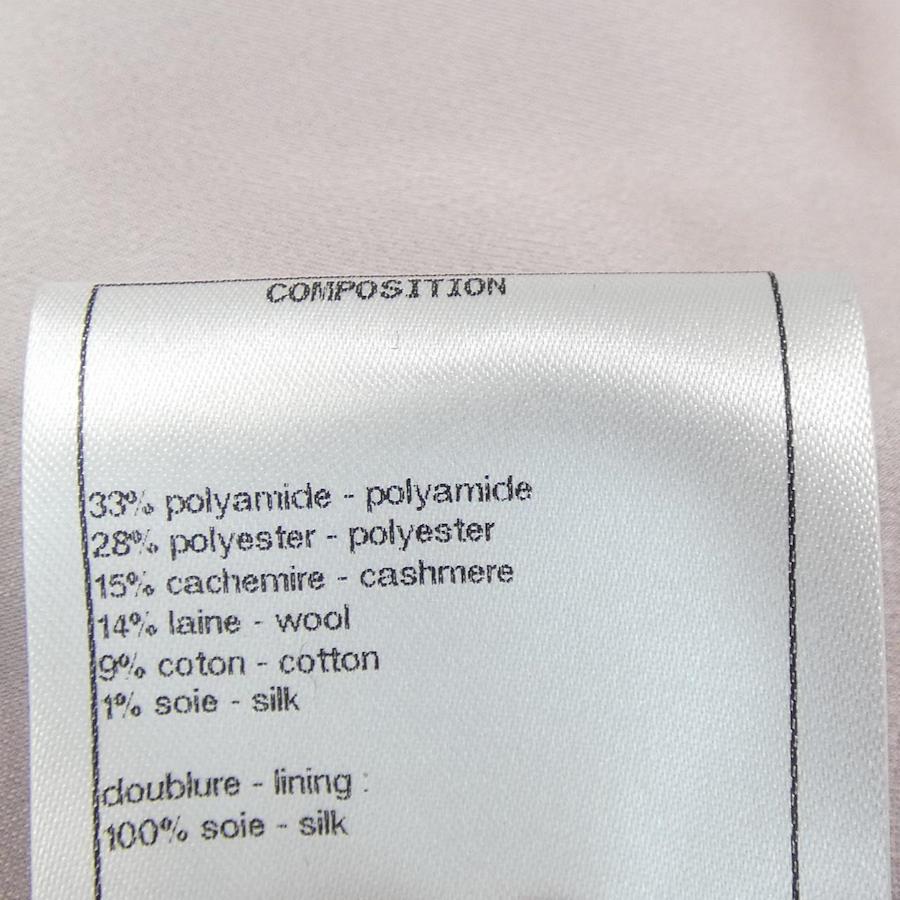 COMPOSITION
33% polyamide - polyamide
28% polyester - polyester
15% cachemire - cashmere
14% laine - wool
9% coton - cotton
1% soie - silk
doublure - lining :
100% soie - silk